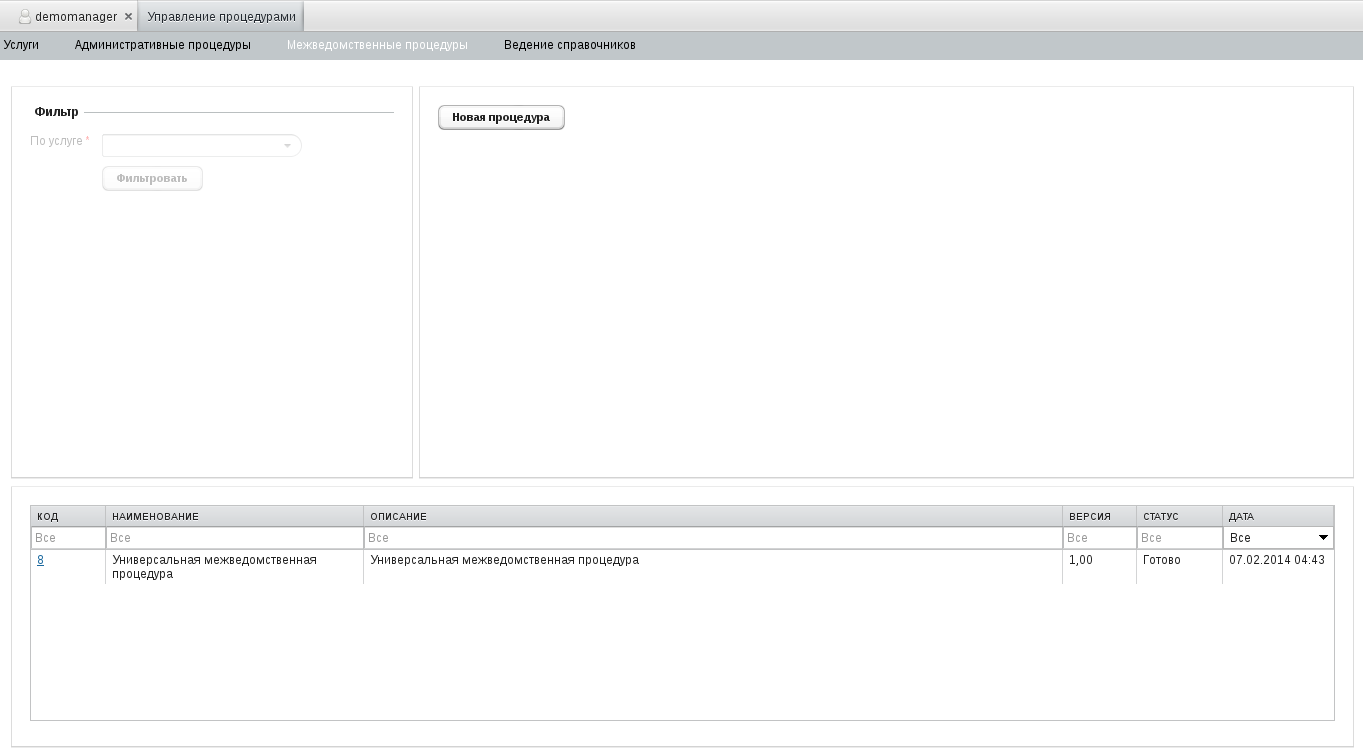 demomanager × Управление процедурами
Услуги Административные процедуры Межведомственные процедуры Ведение справочников
Фильтр
По услуге *
Фильтровать
Новая процедура
КОД НАИМЕНОВАНИЕ ОПИСАНИЕ ВЕРСИЯ СТАТУС ДАТА
Все Все Все Все Все Все
8 Универсальная межведомственная Универсальная межведомственная процедура 1,00 Готово 07.02.2014 04:43
процедура